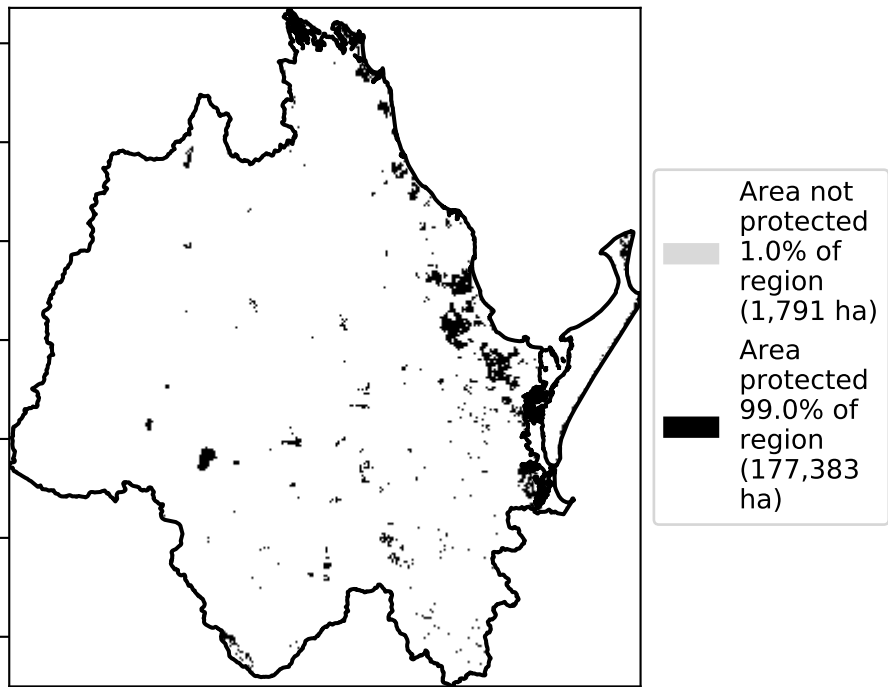 Area not
protected
1.0% of
region
(1,791 ha)
Area
protected
99.0% of
region
(177,383
ha)